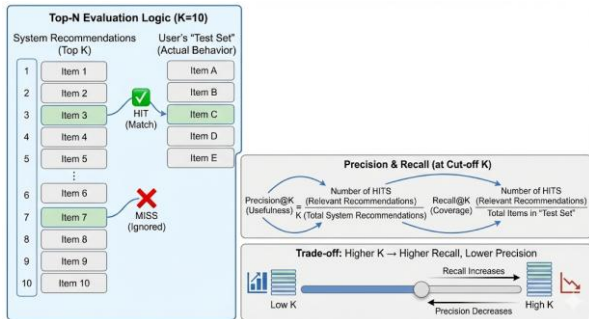 Top-N Evaluation Logic (K=10)
System Recommendations
(Top K)
User's "Test Set"
(Actual Behavior)
1
Item 1
Item A
2
Item 2
Item B
3
Item 3
HIT
(Match)
Item C
4
Item 4
Item D
5
Item 5
Item E
⋮
6
Item 6
7
Item 7
MISS
(Ignored)
8
Item 8
9
Item 9
10
Item 10
Precision & Recall (at Cut-off K)
Precision@K
(Usefulness)
=
Number of HITS
(Relevant Recommendations)
K (Total System Recommendations)
Recall@K
(Coverage)
Number of HITS
(Relevant Recommendations)
Total Items in "Test Set"
Trade-off: Higher K → Higher Recall, Lower Precision
Recall Increases
Low K
Precision Decreases
High K